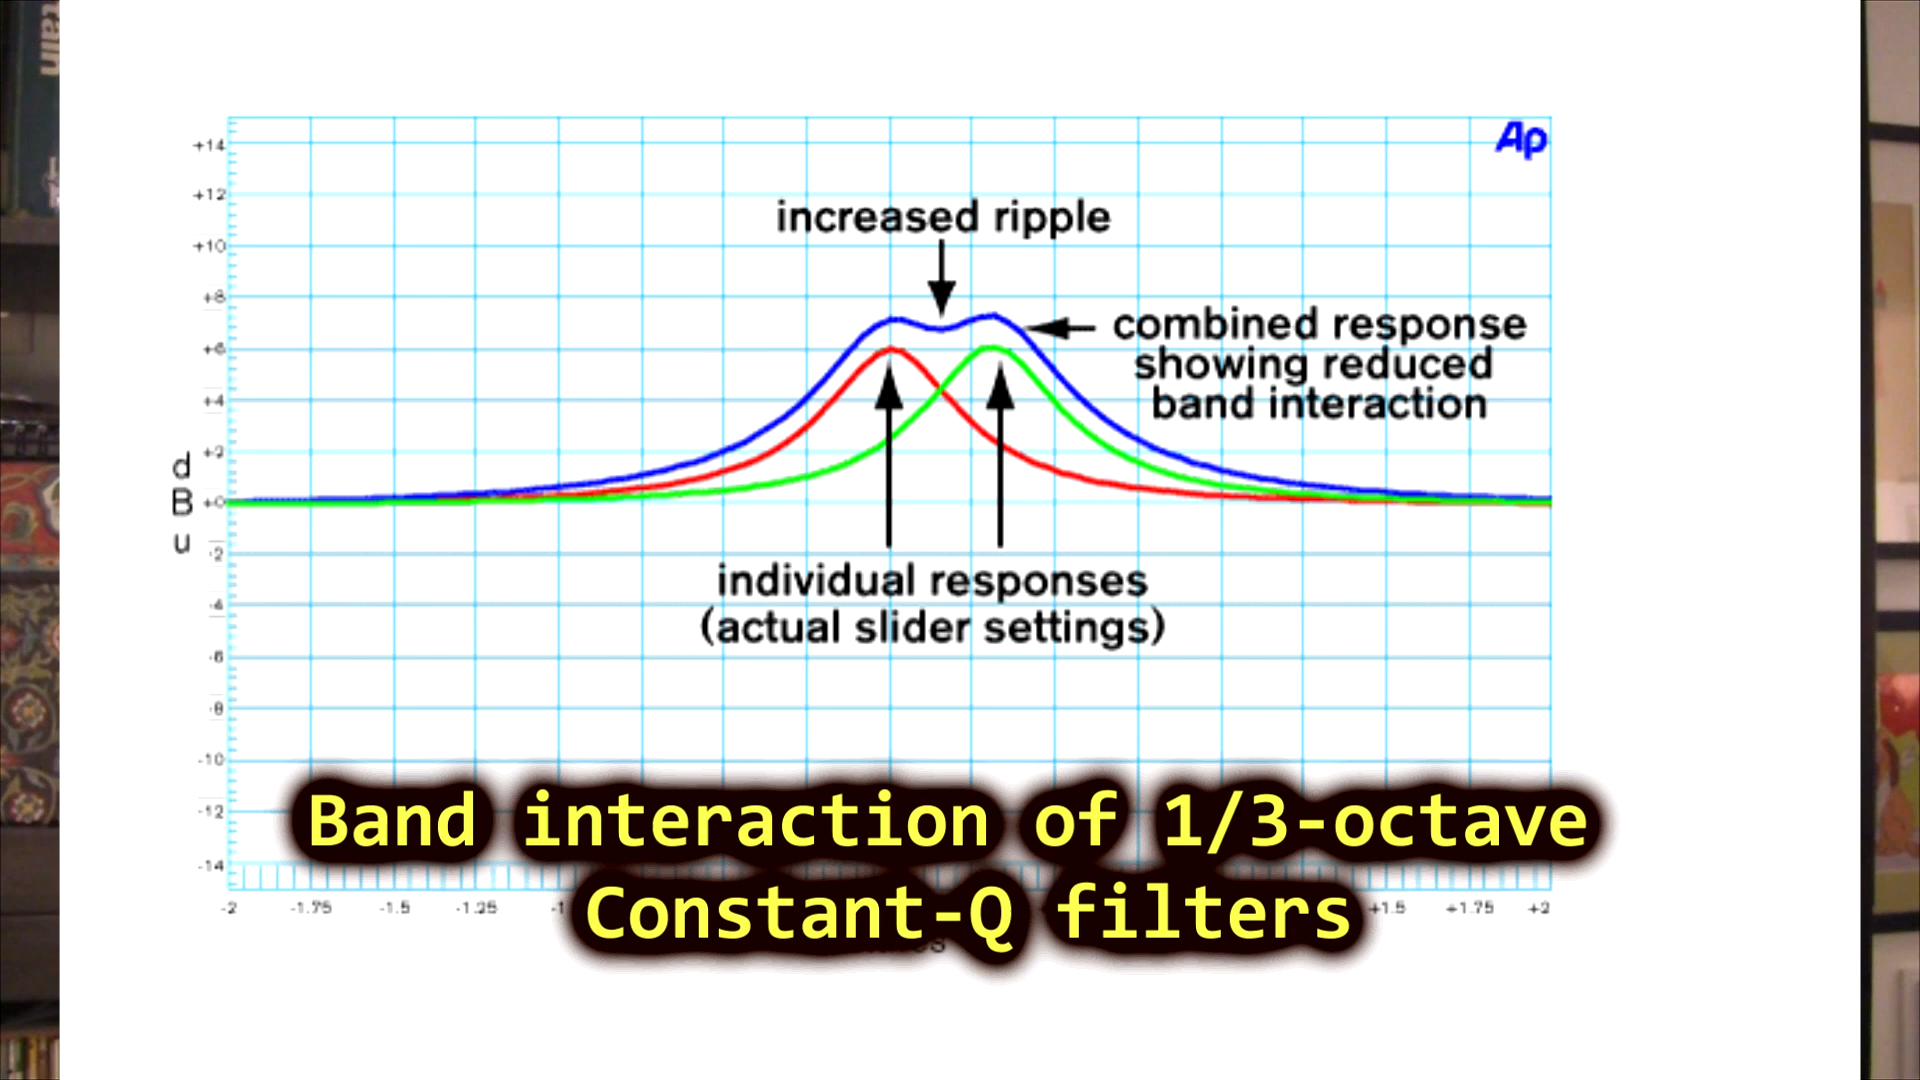 tain
Ap
+14
+12
+10
+8
+6
+4
+2
+0
-2
-4
-6
-8
-10
-12
-14
d
B
u
increased ripple
combined response
showing reduced
band interaction
individual responses
(actual slider settings)
-2 -1.75 -1.5 -1.25 -1 +1.5 +1.75 +2
Band interaction of 1/3-octave
Constant-Q filters